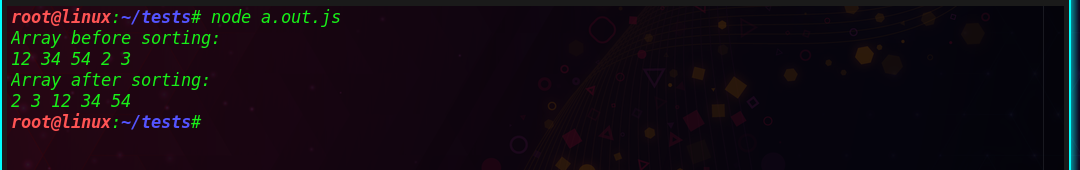 root@linux:~/tests# node a.out.js
Array before sorting:
12 34 54 2 3
Array after sorting:
2 3 12 34 54
root@linux:~/tests#